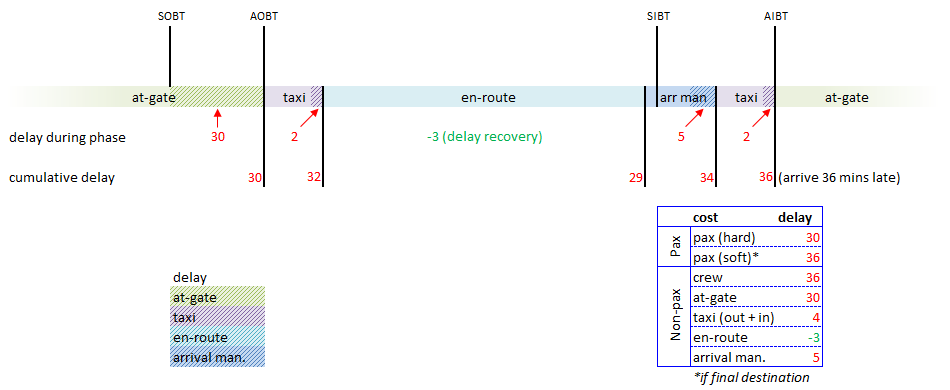 SOBT AOBT SIBT AIBT
at-gate taxi en-route arr man taxi at-gate
delay during phase 30 2 -3 (delay recovery) 5 2
cumulative delay 30 32 29 34 36 (arrive 36 mins late)
cost delay
Pax
pax (hard) 30
pax (soft)* 36
Non-pax
crew 36
at-gate 30
taxi (out + in) 4
en-route -3
arrival man. 5
*if final destination
delay
at-gate
taxi
en-route
arrival man.